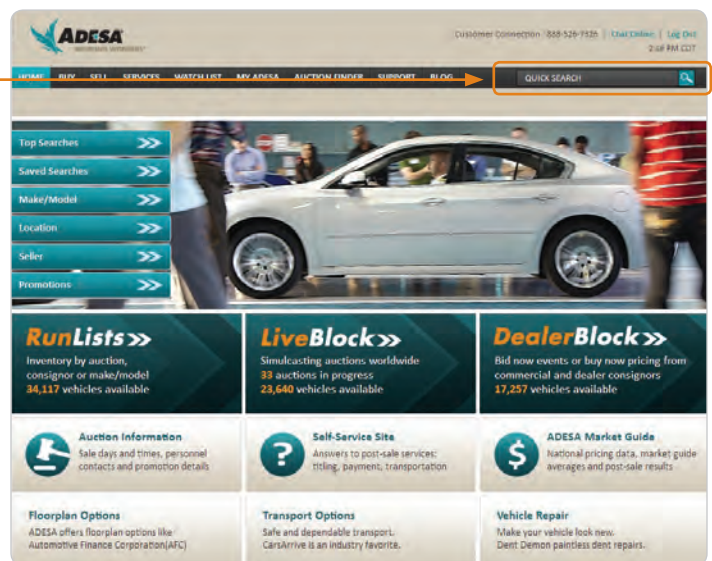 ADESA
Customer Connection 888-526-7326 | Chat Online | Log Out
PM CDT
HOME BUY SELL SERVICES WATCH LIST MY ADESA AUCTION FINDER SUPPORT BLOG
QUICK SEARCH
Top Searches
Saved Searches
Make/Model
Location
Seller
Promotions
RunLists
Inventory by auction,
consignor or make/model
34,117 vehicles available
LiveBlock
Simulcasting auctions worldwide
33 auctions in progress
23,640 vehicles available
DealerBlock
Bid now events or buy now pricing from
commercial and dealer consignors
17,257 vehicles available
Auction Information
Sale days and times, personnel
contacts and promotion details
Self-Service Site
Answers to post-sale services:
titling, payment, transportation
ADESA Market Guide
National pricing data, market guide
averages and post-sale results
Floorplan Options
ADESA offers floorplan options like
Automotive Finance Corporation(AFC)
Transport Options
Safe and dependable transport.
CarsArrive is an industry favorite.
Vehicle Repair
Make your vehicle look new.
Dent Demon paintless dent repairs.